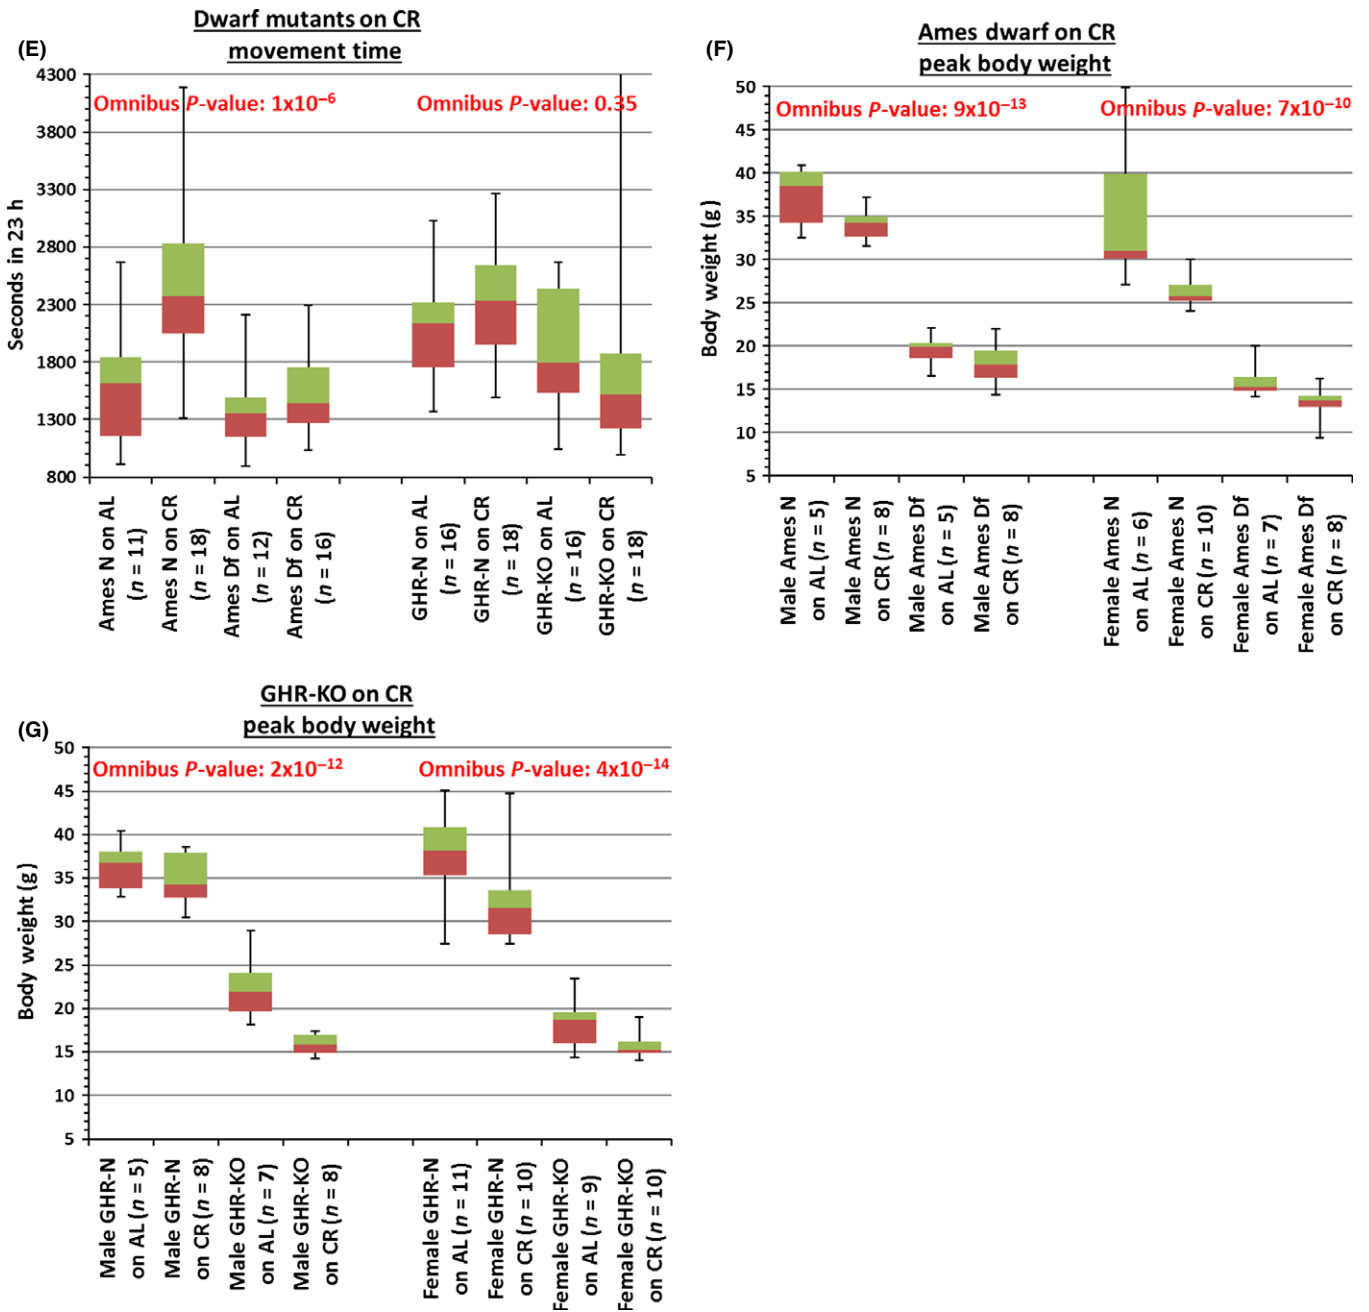 (E)
Dwarf mutants on CR
movement time
Omnibus P-value: 1x10⁻⁶
Omnibus P-value: 0.35
Seconds in 23 h
4300
3800
3300
2800
2300
1800
1300
800
Ames N on AL
(n = 11)
Ames N on CR
(n = 18)
Ames Df on AL
(n = 12)
Ames Df on CR
(n = 16)
GHR-N on AL
(n = 16)
GHR-N on CR
(n = 18)
GHR-KO on AL
(n = 16)
GHR-KO on CR
(n = 18)
(F)
Ames dwarf on CR
peak body weight
Omnibus P-value: 9x10⁻¹³
Omnibus P-value: 7x10⁻¹⁰
Body weight (g)
50
45
40
35
30
25
20
15
10
5
Male Ames N
on AL (n = 5)
Male Ames N
on CR (n = 8)
Male Ames Df
on AL (n = 5)
Male Ames Df
on CR (n = 8)
Female Ames N
on AL (n = 6)
Female Ames N
on CR (n = 10)
Female Ames Df
on AL (n = 7)
Female Ames Df
on CR (n = 8)
(G)
GHR-KO on CR
peak body weight
Omnibus P-value: 2x10⁻¹²
Omnibus P-value: 4x10⁻¹⁴
Body weight (g)
50
45
40
35
30
25
20
15
10
5
Male GHR-N
on AL (n = 5)
Male GHR-N
on CR (n = 8)
Male GHR-KO
on AL (n = 7)
Male GHR-KO
on CR (n = 8)
Female GHR-N
on AL (n = 11)
Female GHR-N
on CR (n = 10)
Female GHR-KO
on AL (n = 9)
Female GHR-KO
on CR (n = 10)